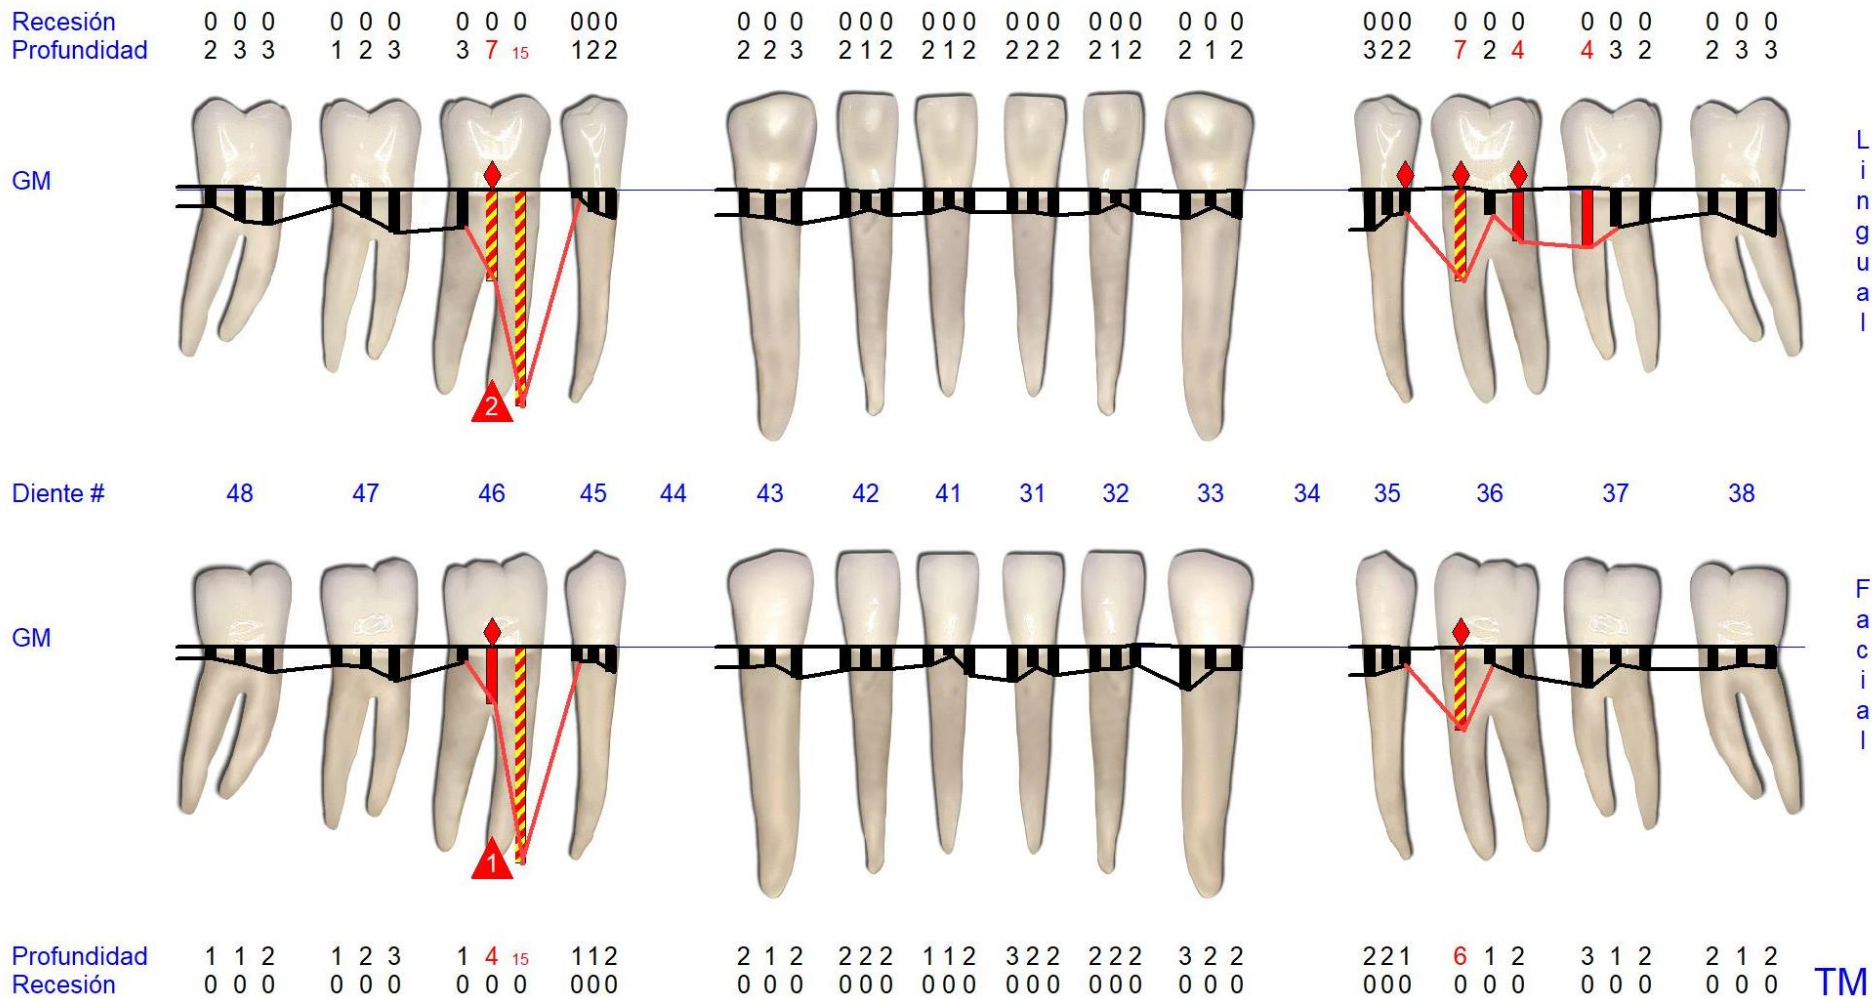 Recesión 0 0 0 0 0 0 0 0 0 000 0 0 0 000 000 000 000 0 0 0 000 0 0 0 0 0 0 0 0 0
Profundidad 2 3 3 1 2 3 3 7 15 122 2 2 3 212 212 222 212 2 1 2 322 7 2 4 4 3 2 2 3 3
GM
Lingual
2
Diente # 48 47 46 45 44 43 42 41 31 32 33 34 35 36 37 38
GM
Facial
1
Profundidad 1 1 2 1 2 3 1 4 15 112 2 1 2 222 112 322 222 3 2 2 221 6 1 2 3 1 2 2 1 2
Recesión 0 0 0 0 0 0 0 0 0 000 0 0 0 000 000 000 000 0 0 0 000 0 0 0 0 0 0 0 0 0
TM